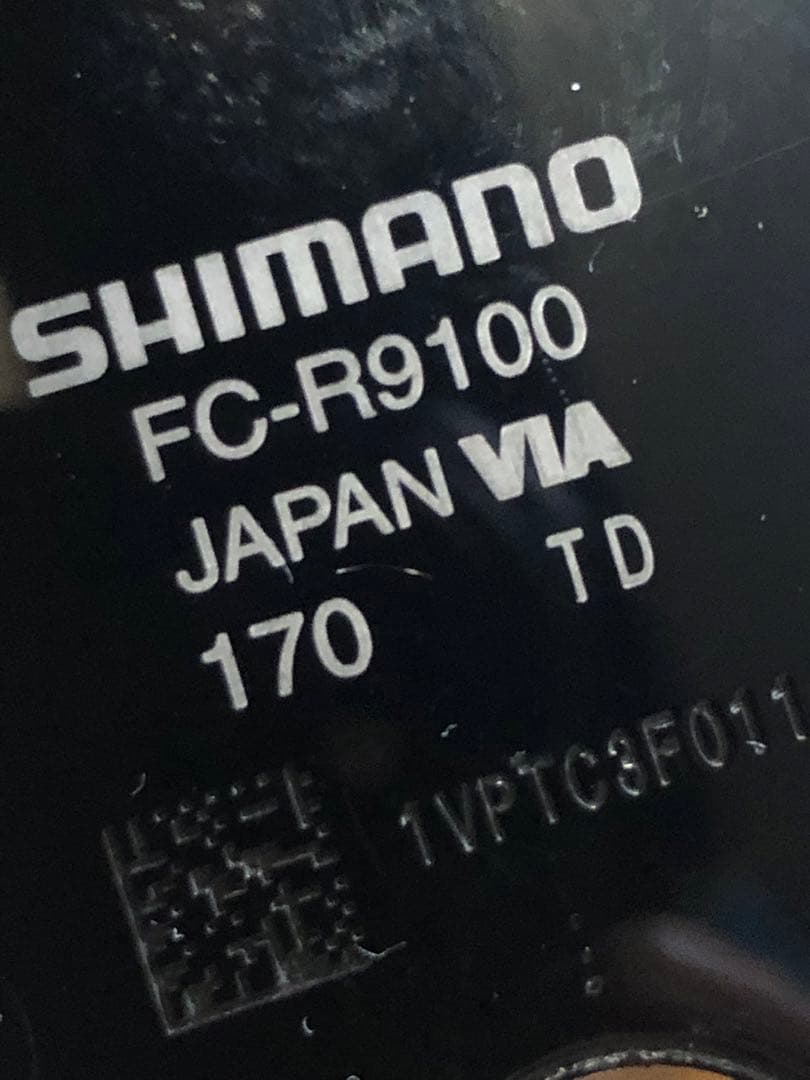 SHIMANO
FC-R9100
JAPAN VIA
170 TD
1VPTC3F011